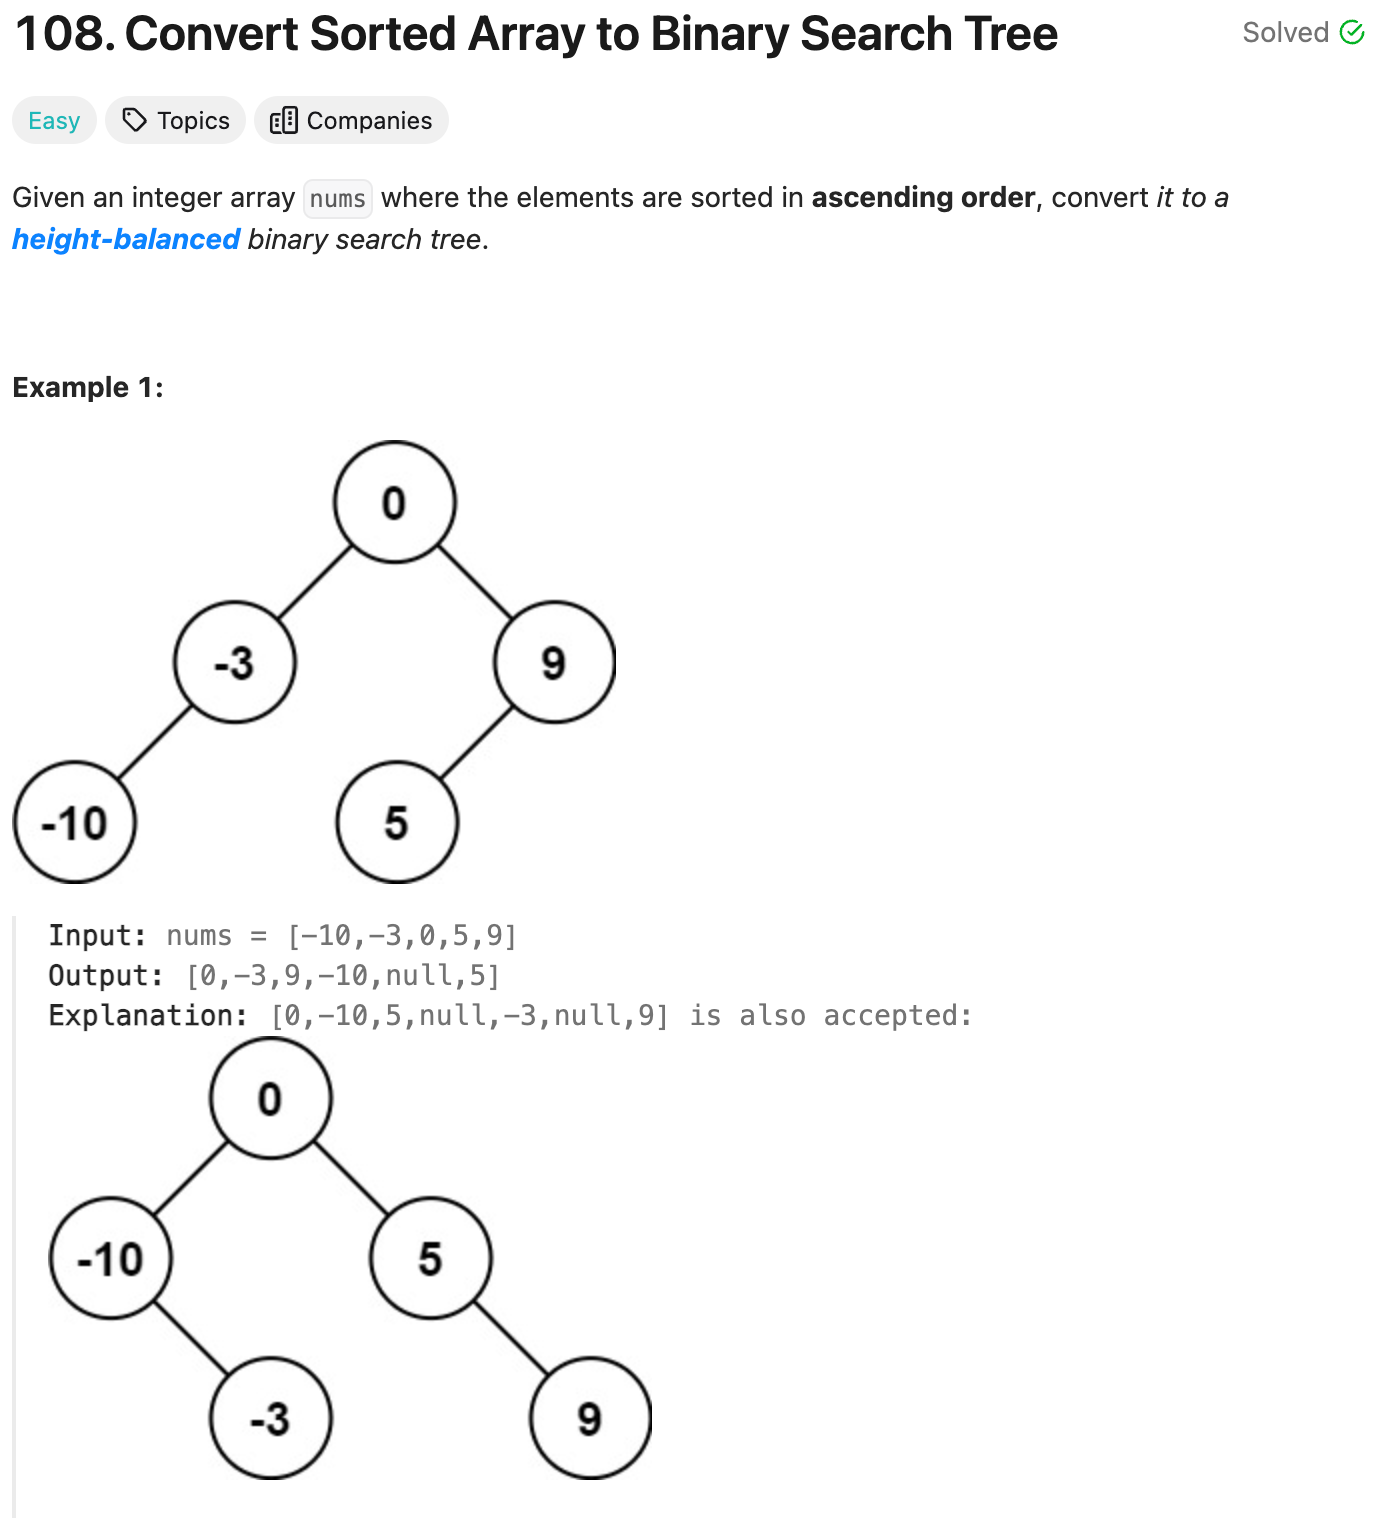 108. Convert Sorted Array to Binary Search Tree
Solved
Easy
Topics
Companies
Given an integer array nums where the elements are sorted in ascending order, convert it to a
height-balanced binary search tree.
Example 1:
0
-3
9
-10
5
Input: nums = [-10,-3,0,5,9]
Output: [0,-3,9,-10,null,5]
Explanation: [0,-10,5,null,-3,null,9] is also accepted:
0
-10
5
-3
9